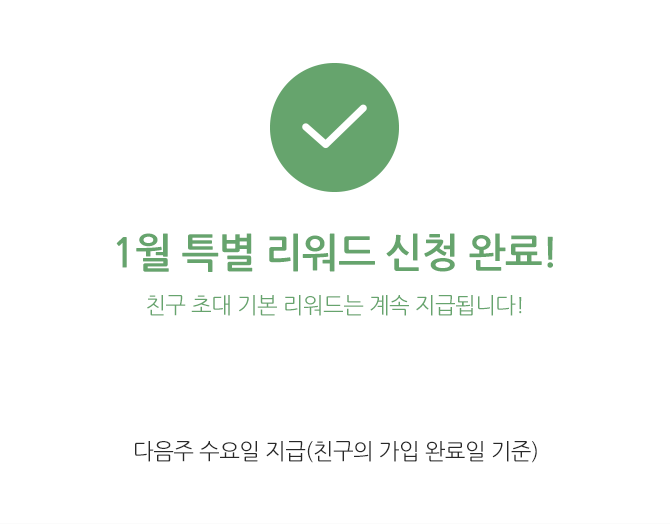 1월 특별 리워드 신청 완료!
친구 초대 기본 리워드는 계속 지급됩니다!
다음주 수요일 지급(친구의 가입 완료일 기준)